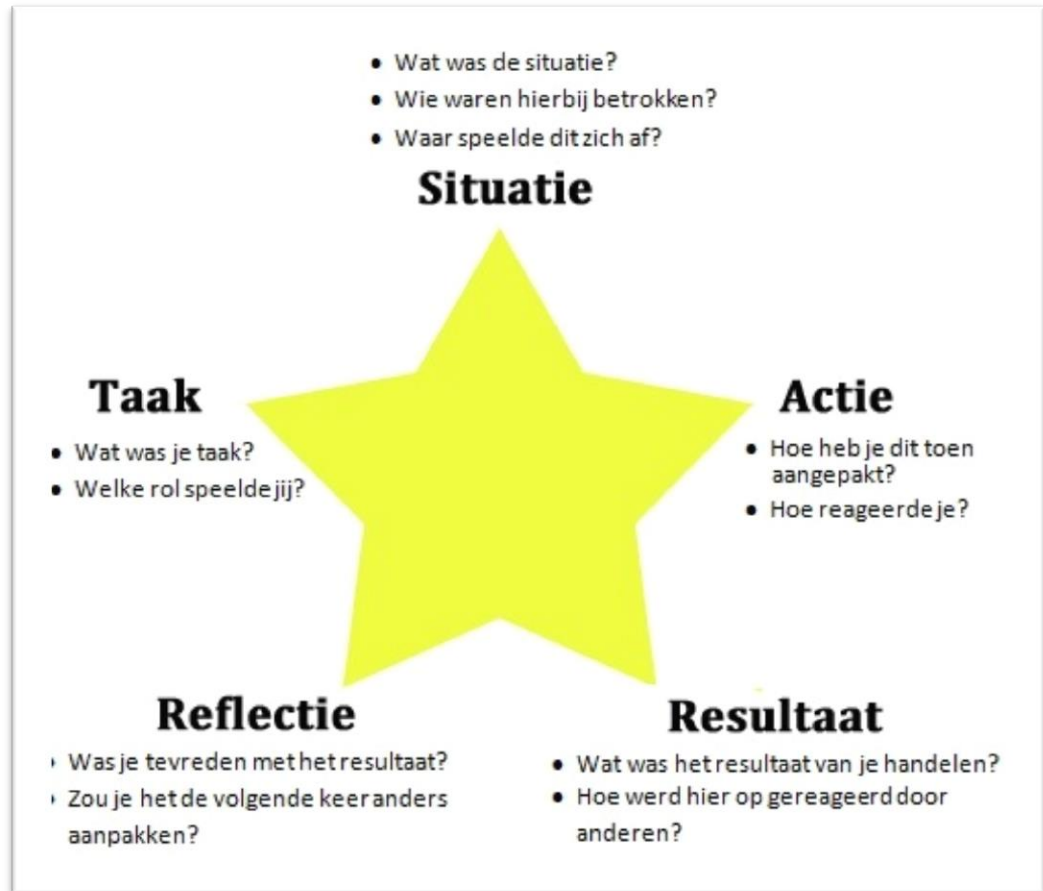 • Wat was de situatie?
• Wie waren hierbij betrokken?
• Waar speelde dit zich af?
Situatie
Taak
• Wat was je taak?
• Welke rol speelde jij?
Actie
• Hoe heb je dit toen
aangepakt?
• Hoe reageerde je?
Reflectie
• Was je tevreden met het resultaat?
• Zou je het de volgende keer anders
aanpakken?
Resultaat
• Wat was het resultaat van je handelen?
• Hoe werd hier op gereageerd door
anderen?